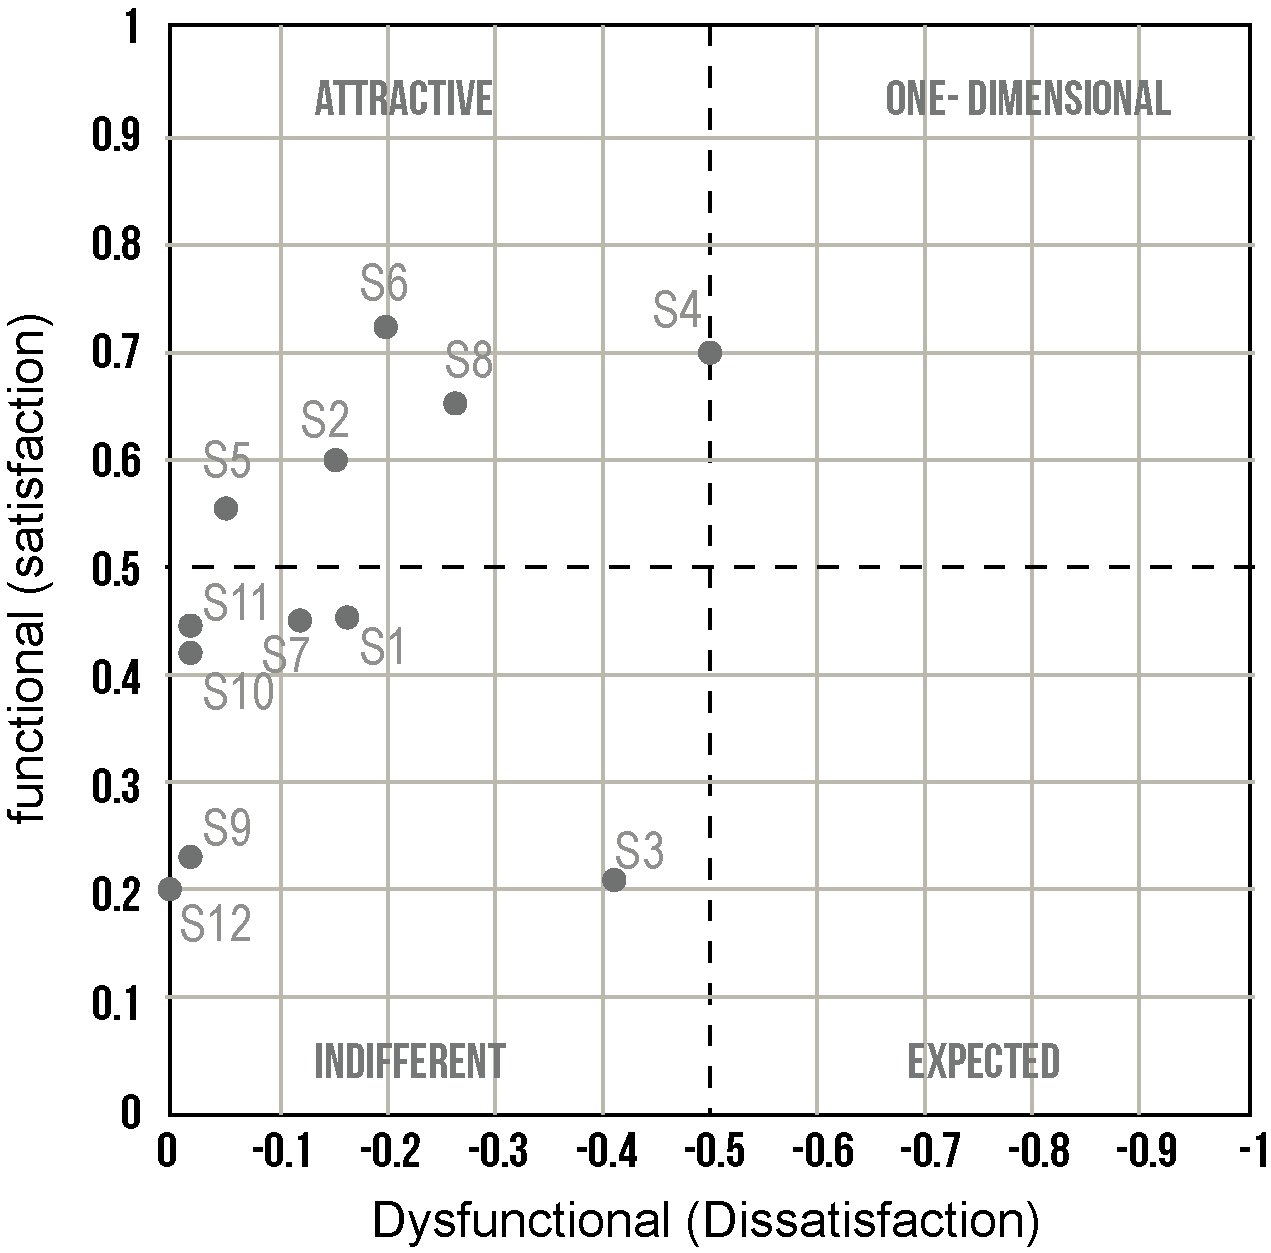 1
ATTRACTIVE
ONE- DIMENSIONAL
0.9
0.8
S6
S4
0.7
S8
S2
0.6
S5
0.5
S11
S7
S1
0.4
S10
0.3
S9
S3
0.2
S12
0.1
INDIFFERENT
EXPECTED
0
0 -0.1 -0.2 -0.3 -0.4 -0.5 -0.6 -0.7 -0.8 -0.9 -1
Dysfunctional (Dissatisfaction)
functional (satisfaction)